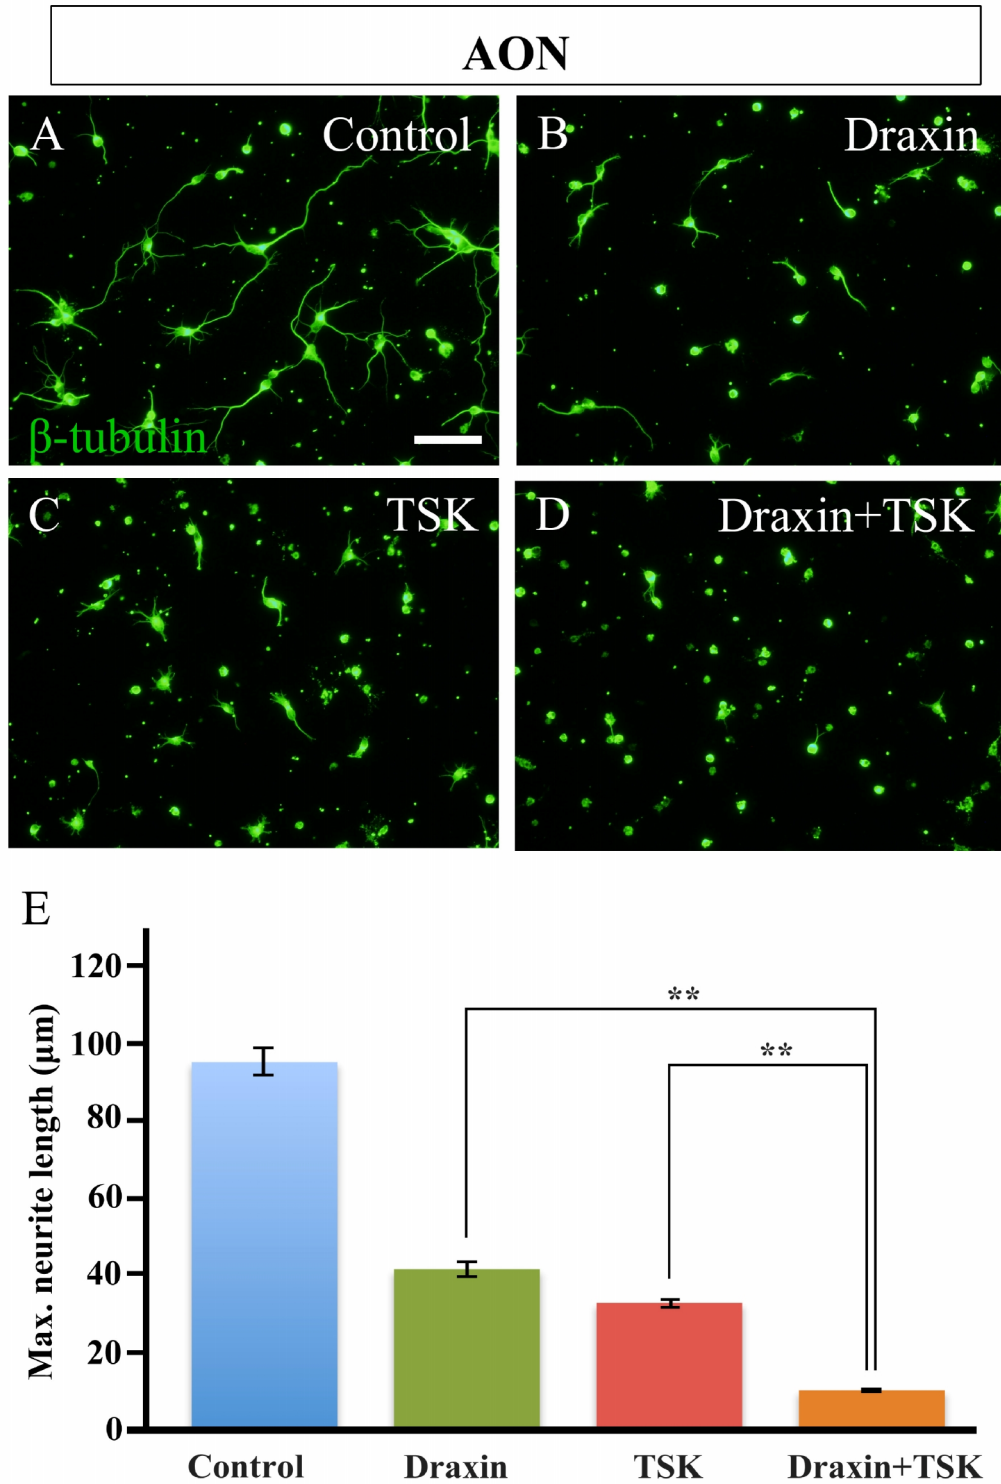 AON
A
Control
β-tubulin
B
Draxin
C
TSK
D
Draxin+TSK
E
Max. neurite length (μm)
120
100
80
60
40
20
0
**
**
Control
Draxin
TSK
Draxin+TSK